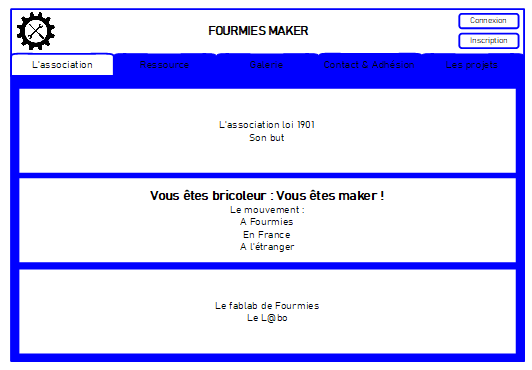 FOURMIES MAKER
Connexion
Inscription
L'association
Ressource
Galerie
Contact & Adhesion
Les projets
L'association loi 1901
Son but
Vous êtes bricoleur : Vous êtes maker !
Le mouvement :
A Fourmies
En France
A l'étranger
Le fablab de Fourmies
Le L@bo